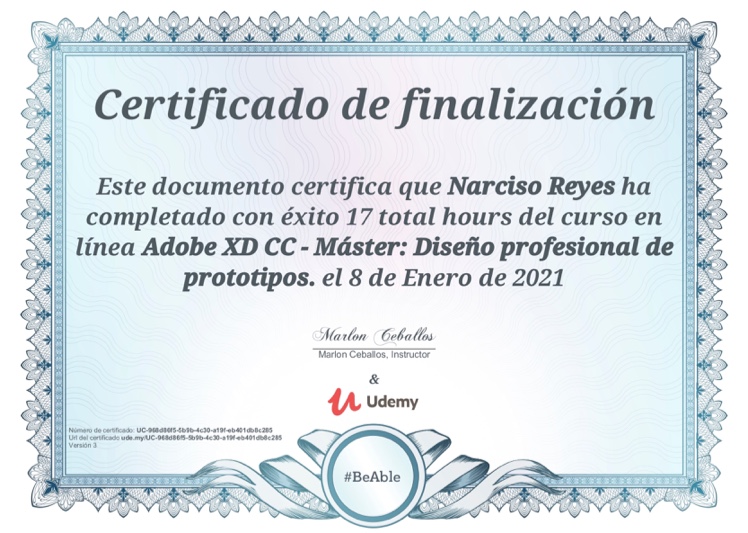 Certificado de finalización
Este documento certifica que Narciso Reyes ha
completado con éxito 17 total hours del curso en
línea Adobe XD CC - Máster: Diseño profesional de
prototipos. el 8 de Enero de 2021
Marlon Ceballos
Marlon Ceballos, Instructor
&
Udemy
Número de certificado: UC-968d86f5-5b9b-4c30-a19f-eb401db8c285
Url del certificado ude.my/UC-968d86f5-5b9b-4c30-a19f-eb401db8c285
Versión 3
#BeAble